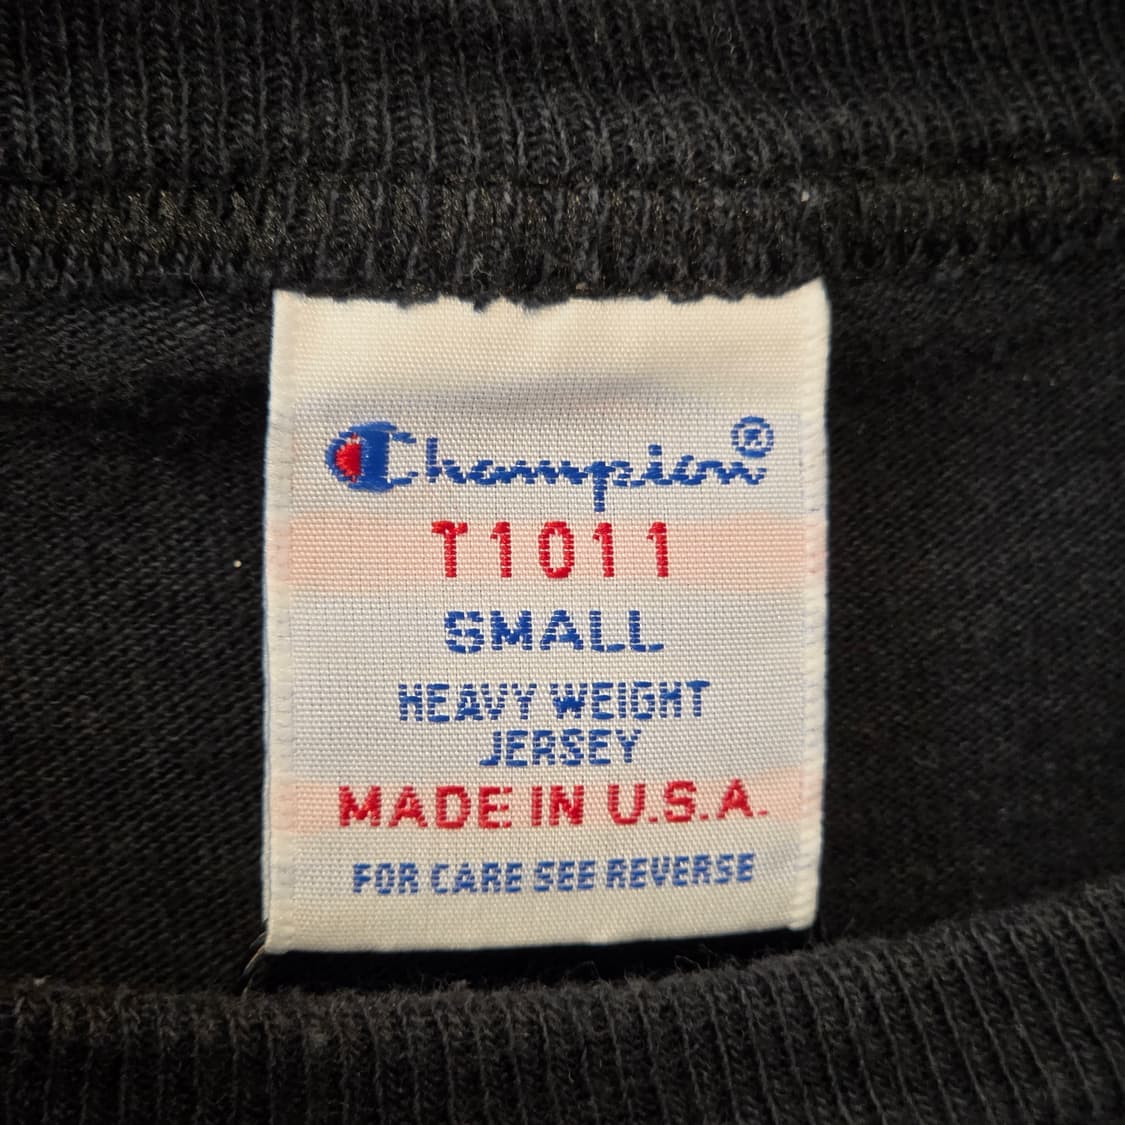 Champion®
T1011
SMALL
HEAVY WEIGHT
JERSEY
MADE IN U.S.A.
FOR CARE SEE REVERSE